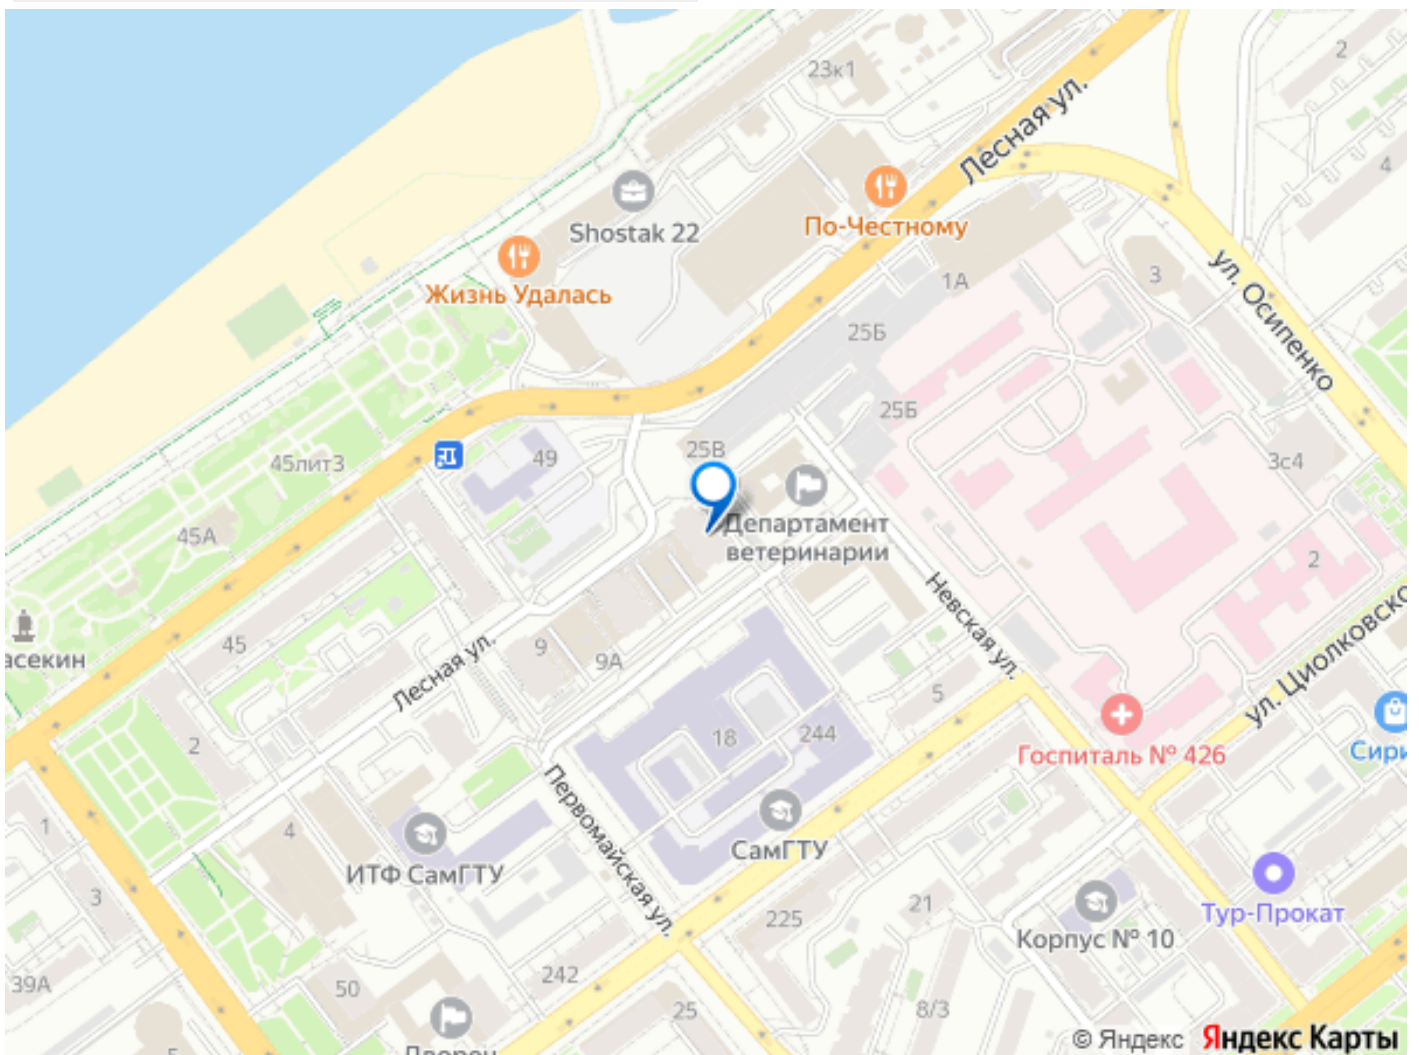 23к1
2
Лесная ул.
4
Shostak 22
По-Честному
Жизнь Удалась
1А
3
ул. Осипенко
25Б
25Б
25В
45лит3
49
3с4
45А
Департамент
ветеринарии
2
Невская ул.
ул. Циолковско
асекин
45
9
9А
Лесная ул.
5
2
18
244
Госпиталь № 426
Сири
Первомайская ул.
1
4
ИТФ СамГТУ
СамГТУ
3
225
21
Корпус № 10
Тур-Прокат
39А
50
242
25
8/3
Дворец
5
© Яндекс Яндекс Карты